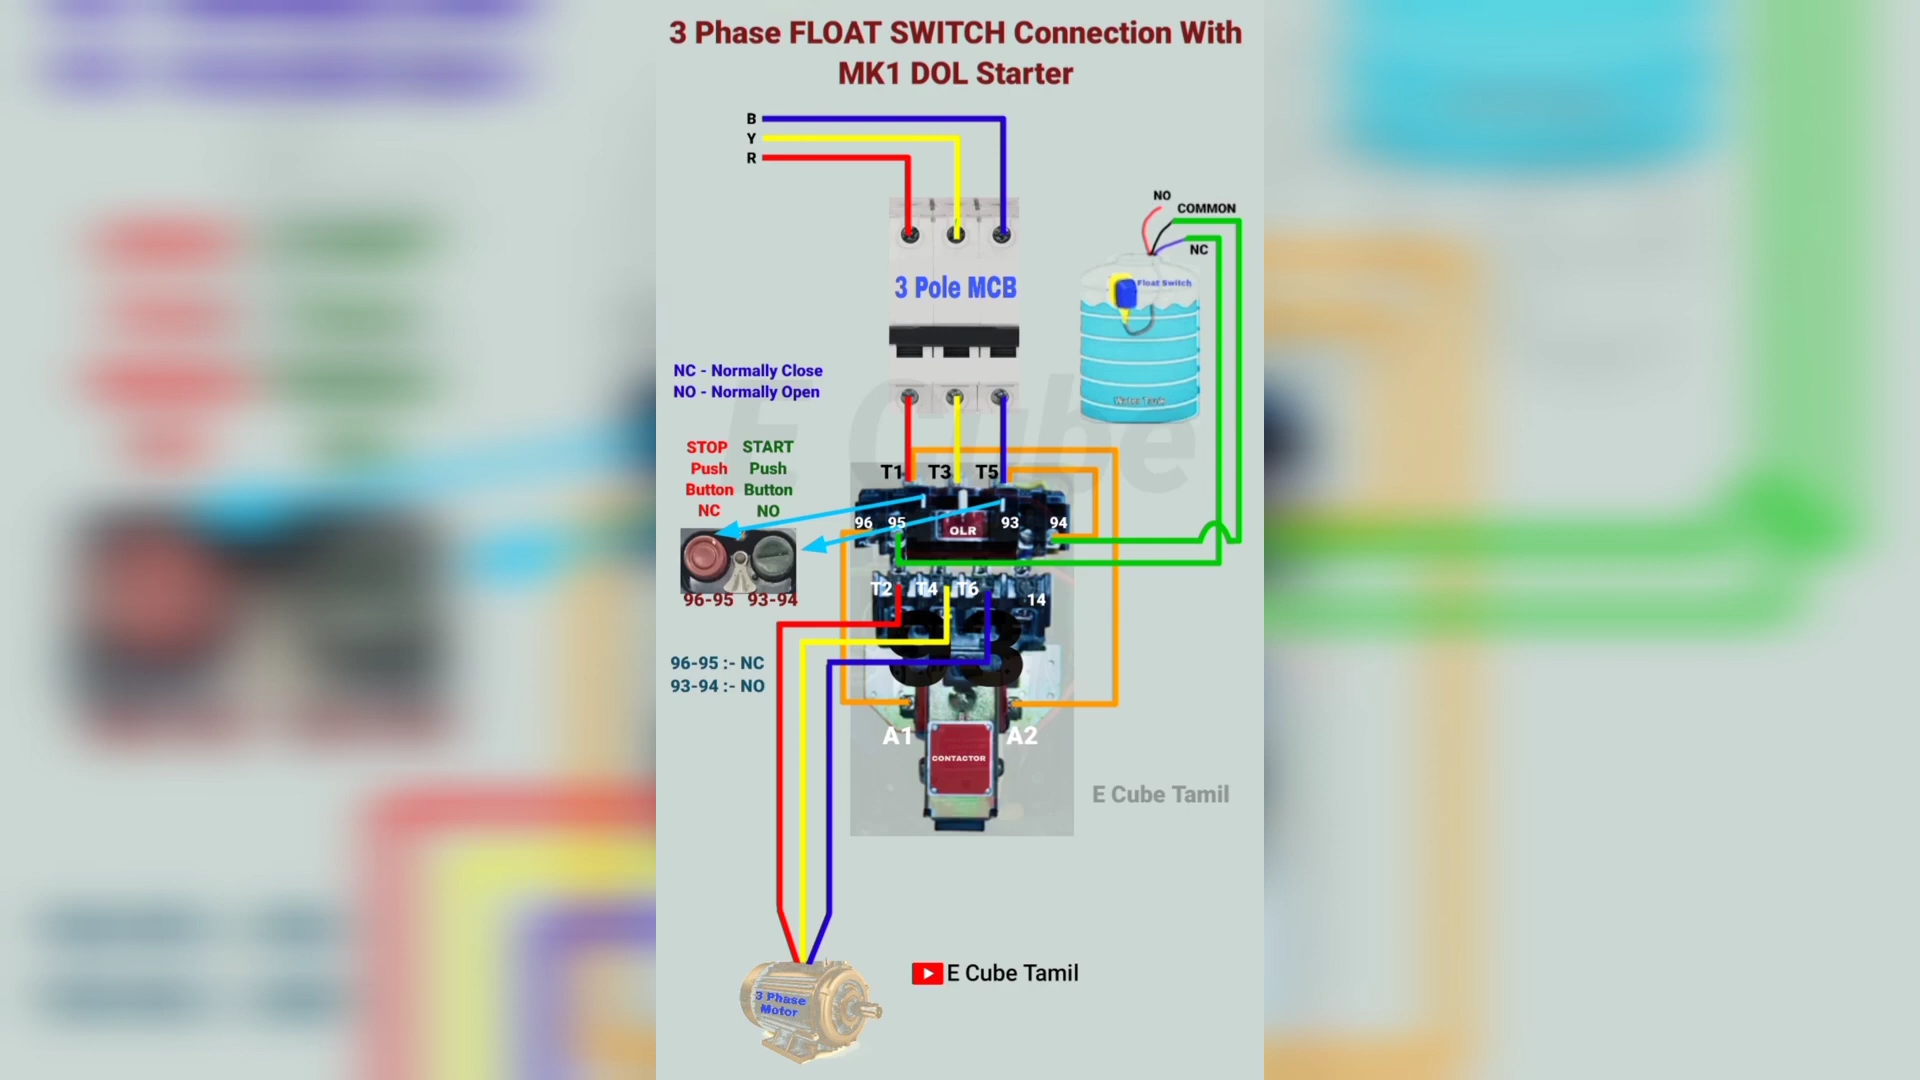 3 Phase FLOAT SWITCH Connection With
MK1 DOL Starter
B
Y
R
NO
COMMON
NC
3 Pole MCB
Float Switch
Water Tank
NC - Normally Close
NO - Normally Open
E Cube
STOP START
Push Push
Button Button
NC NO
T1 T3 T5
96 95 OLR 93 94
T2 T4 T6 14
96-95 93-94
96-95 :- NC
93-94 :- NO
A1 A2
CONTACTOR
E Cube Tamil
E Cube Tamil
3 Phase
Motor